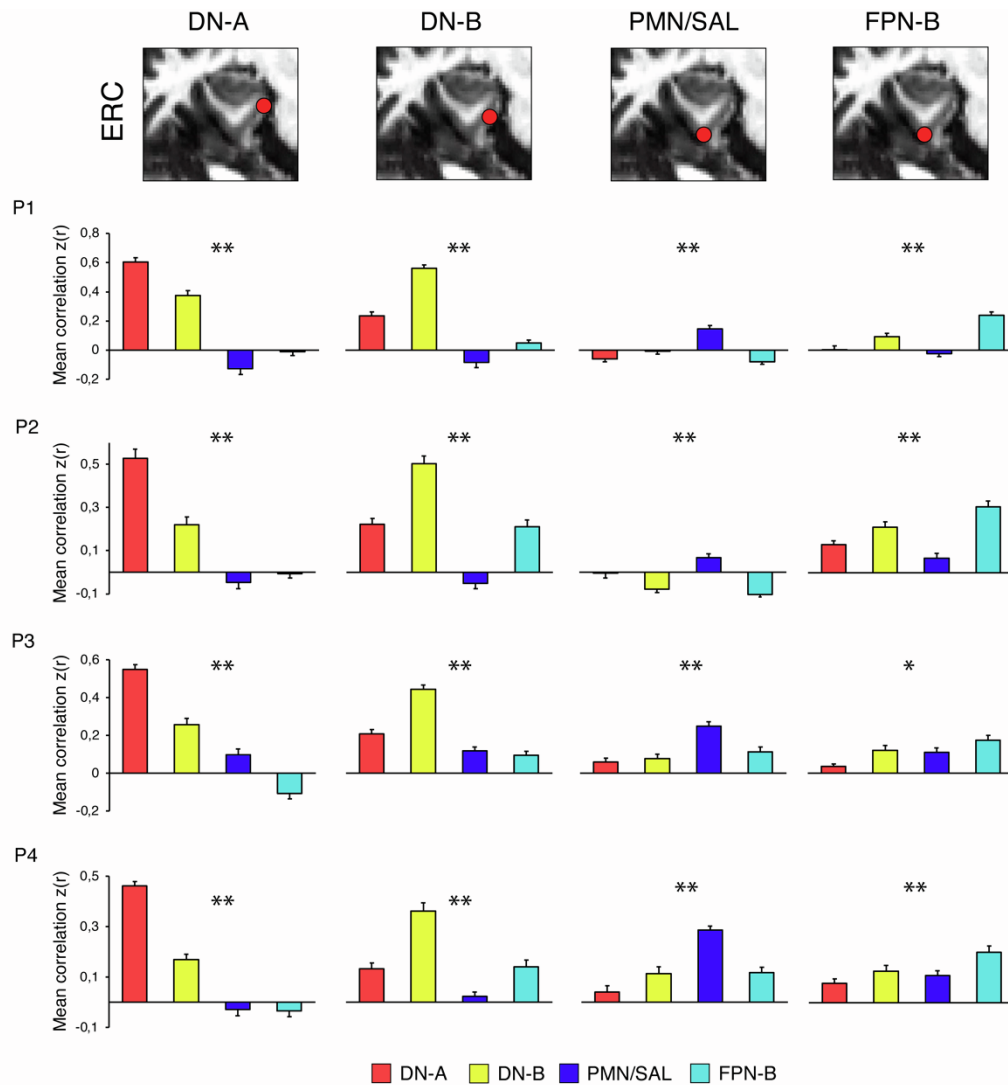 DN-A DN-B PMN/SAL FPN-B
ERC
P1
Mean correlation z(r)
0,8
0,6
0,4
0,2
0
-0,2
** ** ** **
P2
Mean correlation z(r)
0,5
0,3
0,1
-0,1
** ** ** **
P3
Mean correlation z(r)
0,6
0,4
0,2
0
-0,2
** ** ** *
P4
Mean correlation z(r)
0,5
0,3
0,1
-0,1
** ** ** **
DN-A DN-B PMN/SAL FPN-B